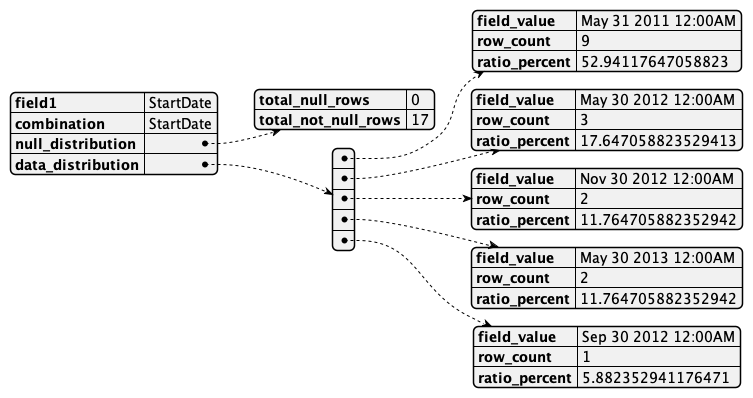 field1 StartDate
combination StartDate
null_distribution
data_distribution
total_null_rows 0
total_not_null_rows 17
field_value May 31 2011 12:00AM
row_count 9
ratio_percent 52.94117647058823
field_value May 30 2012 12:00AM
row_count 3
ratio_percent 17.647058823529413
field_value Nov 30 2012 12:00AM
row_count 2
ratio_percent 11.764705882352942
field_value May 30 2013 12:00AM
row_count 2
ratio_percent 11.764705882352942
field_value Sep 30 2012 12:00AM
row_count 1
ratio_percent 5.882352941176471